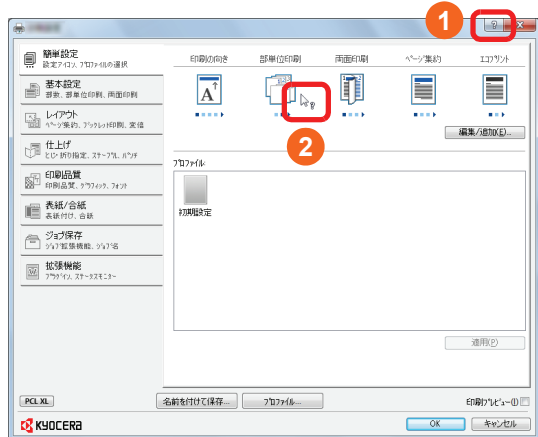 1
?
簡単設定
設定アイコン、プロファイルの選択
基本設定
部数、部単位印刷、両面印刷
レイアウト
ページ集約、ブックレット印刷、変倍
仕上げ
とじ・折り指定、ステープル、パンチ
印刷品質
印刷品質、グラフィック、フォント
表紙/合紙
表紙付け、合紙
ジョブ保存
ジョブ拡張機能、ジョブ名
拡張機能
プラグイン、ステータスモニター
印刷の向き
部単位印刷
両面印刷
ページ集約
エコプリント
A
?
2
編集/追加(E)...
プロファイル
初期設定
適用(P)
PCL XL
名前を付けて保存...
プロファイル...
印刷プレビュー(I)
KYOCERA
OK
キャンセル